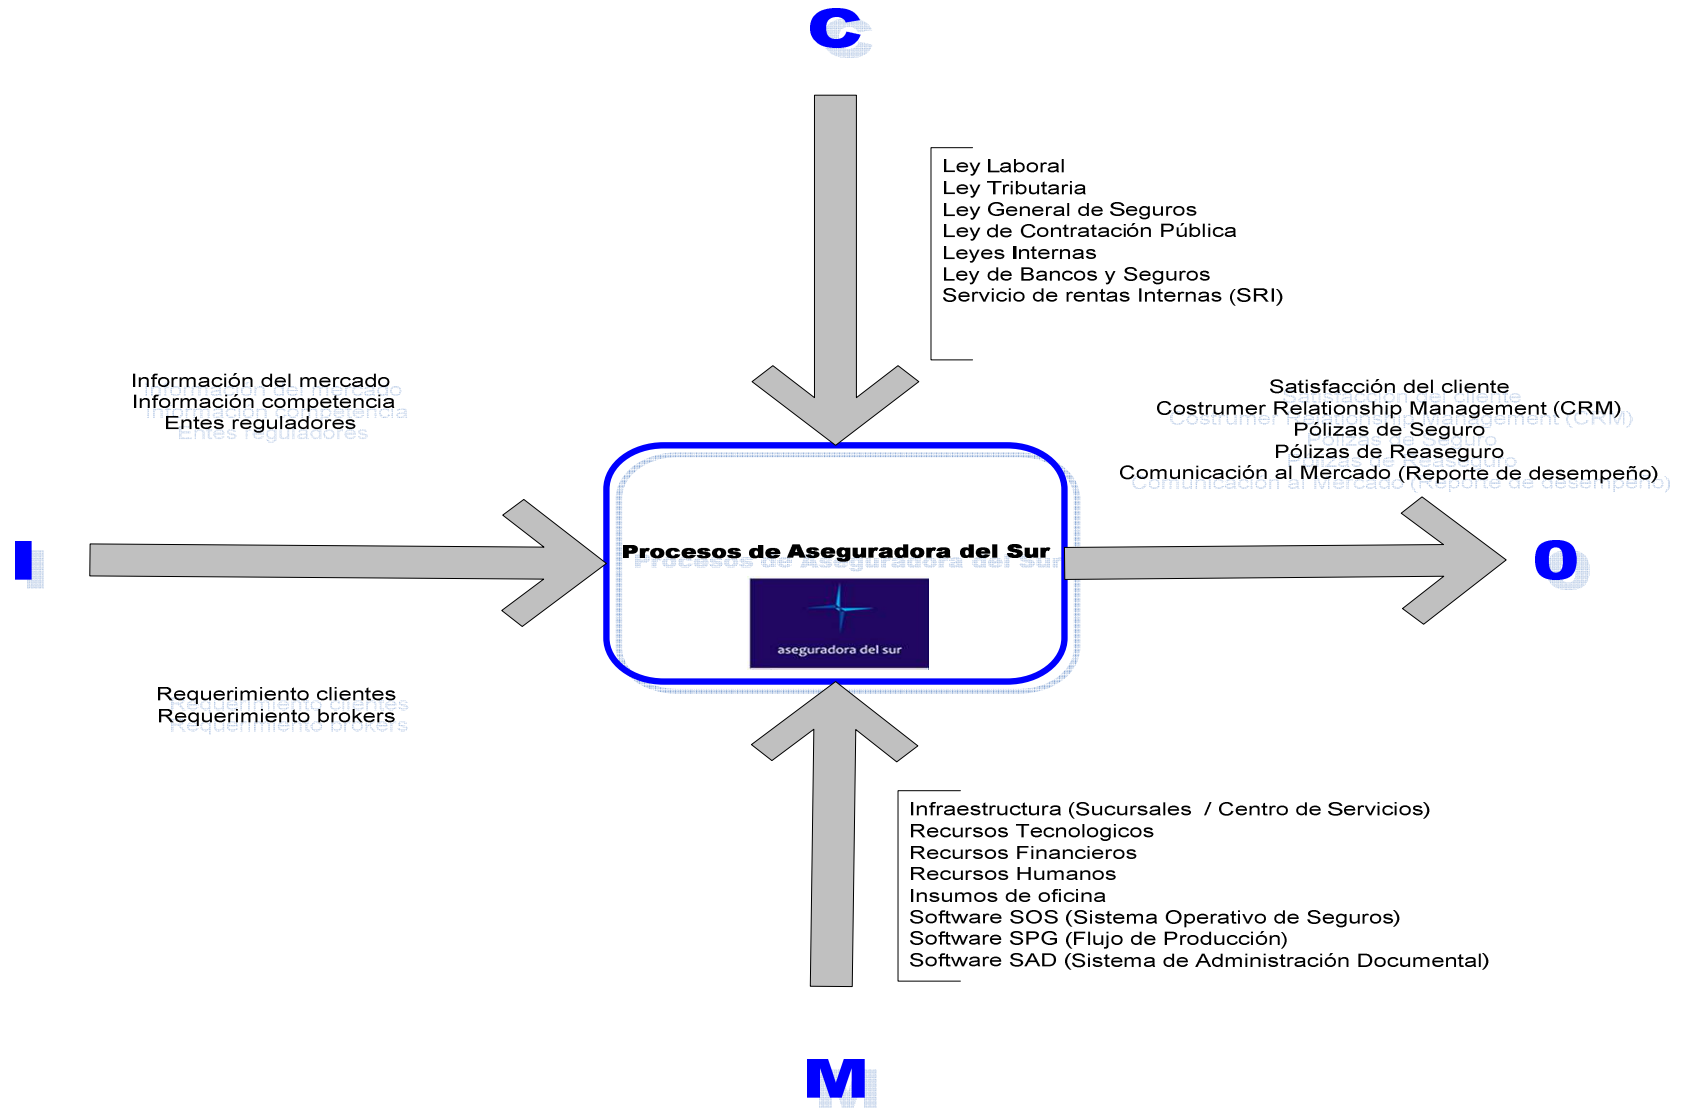 C
Ley Laboral
Ley Tributaria
Ley General de Seguros
Ley de Contratación Pública
Leyes Internas
Ley de Bancos y Seguros
Servicio de rentas Internas (SRI)
Información del mercado
Información competencia
Entes reguladores
Satisfacción del cliente
Costrumer Relationship Management (CRM)
Pólizas de Seguro
Pólizas de Reaseguro
Comunicación al Mercado (Reporte de desempeño)
I
Procesos de Aseguradora del Sur
aseguradora del sur
O
Requerimiento clientes
Requerimiento brokers
Infraestructura (Sucursales / Centro de Servicios)
Recursos Tecnologicos
Recursos Financieros
Recursos Humanos
Insumos de oficina
Software SOS (Sistema Operativo de Seguros)
Software SPG (Flujo de Producción)
Software SAD (Sistema de Administración Documental)
M